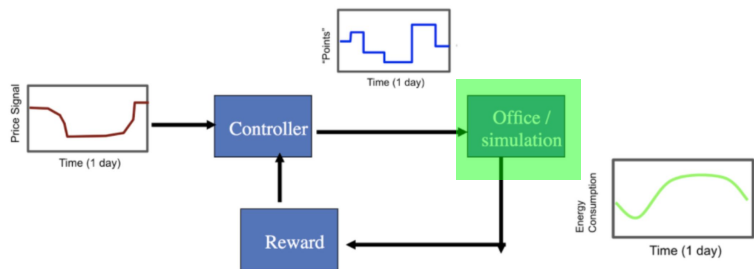 "Points"
Time (1 day)
Price Signal
Time (1 day)
Controller
Office /
simulation
Energy
Consumption
Time (1 day)
Reward